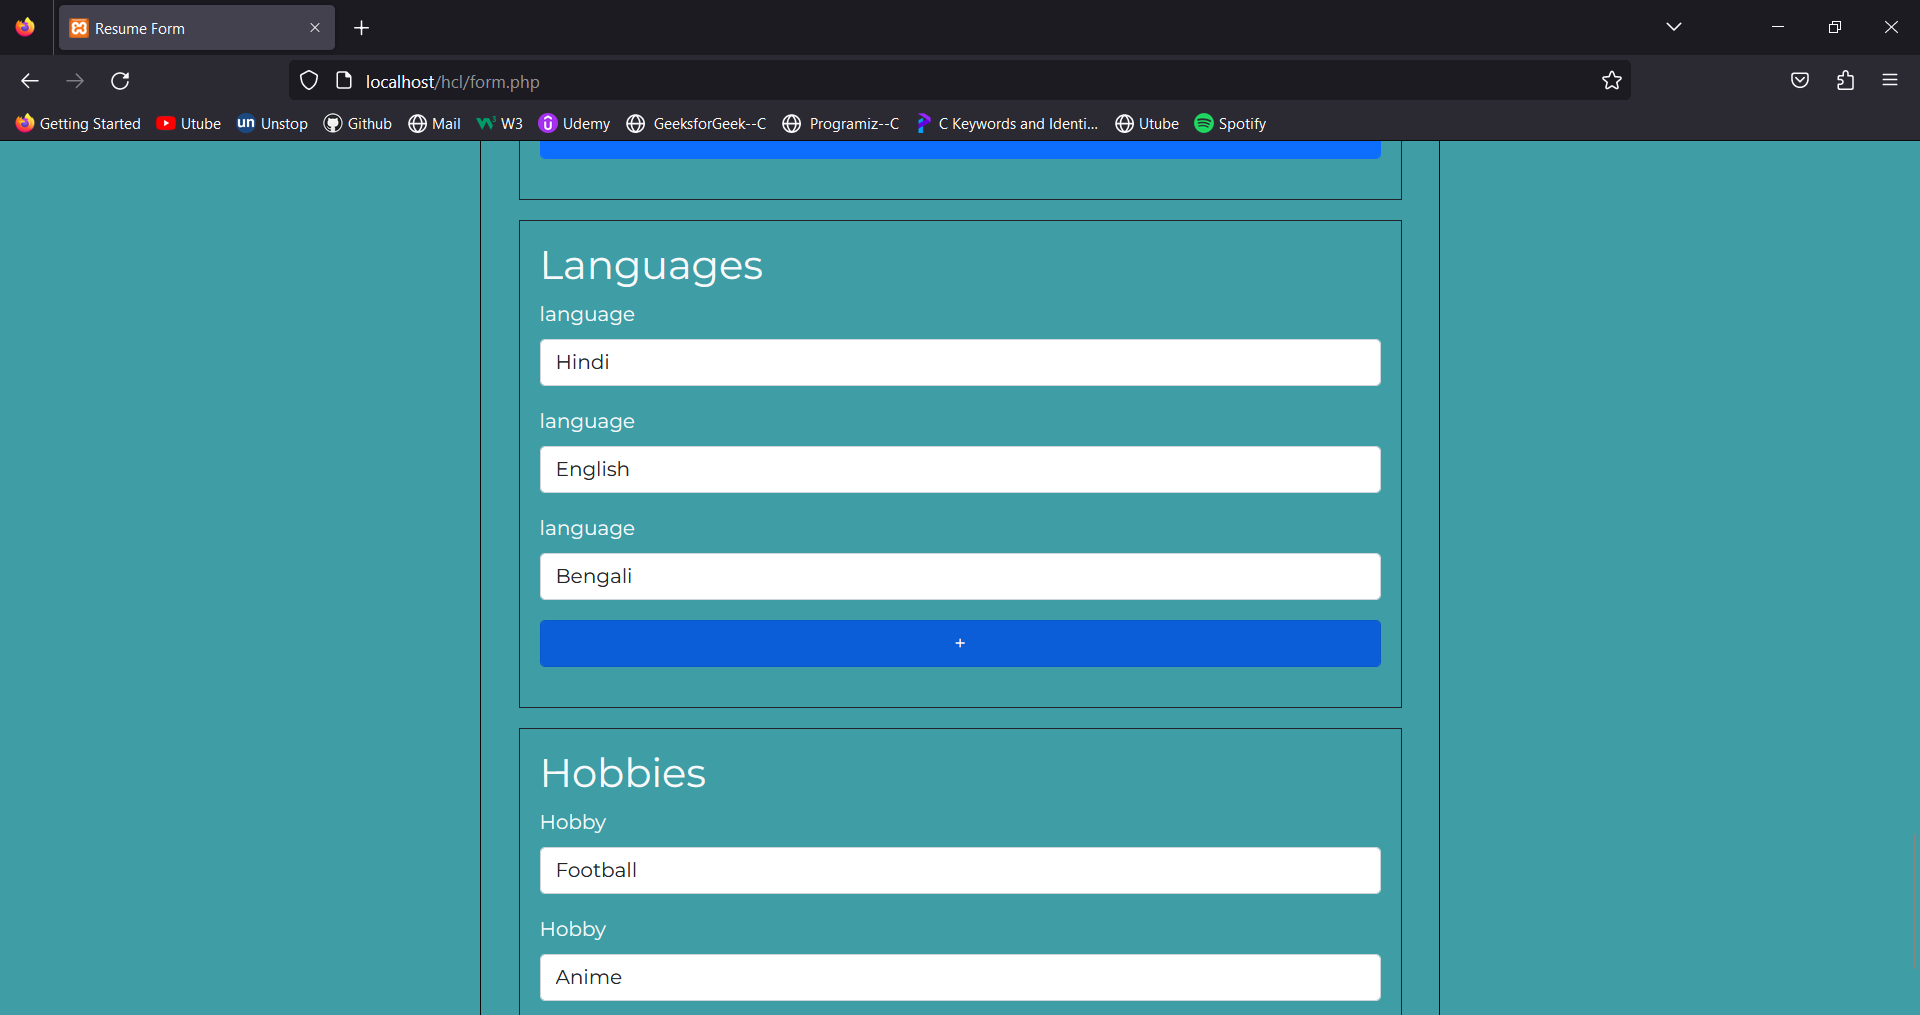 Resume Form
localhost/hcl/form.php
Getting Started Utube Unstop Github Mail W3 Udemy GeeksforGeek--C Programiz--C C Keywords and Identi... Utube Spotify
Languages
language
Hindi
language
English
language
Bengali
+
Hobbies
Hobby
Football
Hobby
Anime